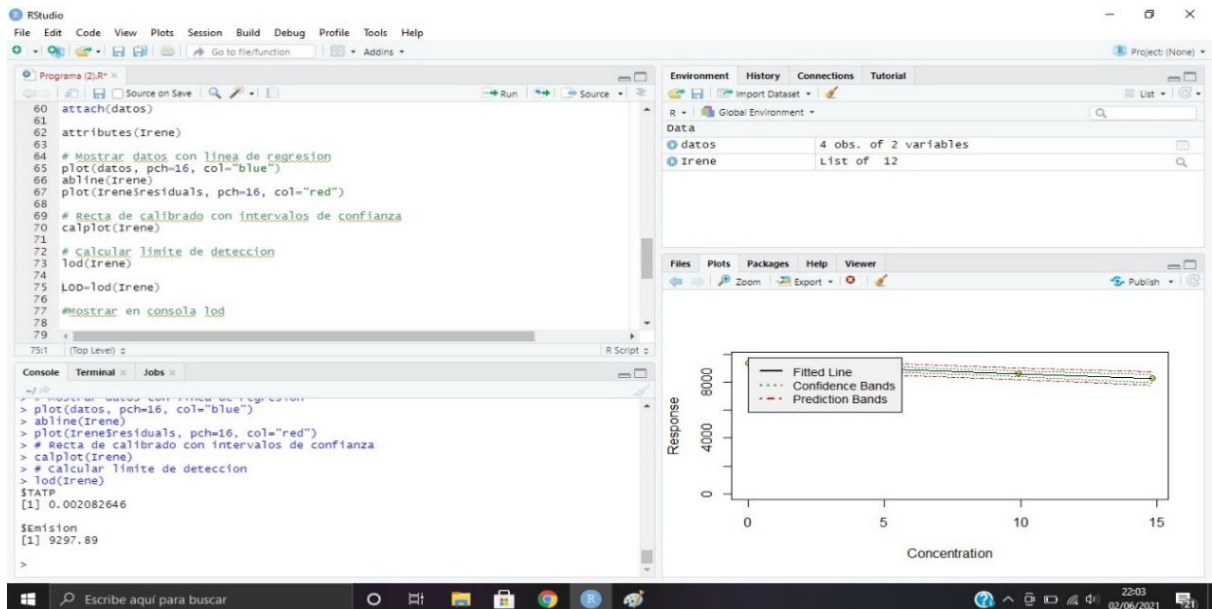 RStudio
File Edit Code View Plots Session Build Debug Profile Tools Help
Go to file/function Addins
Project: (None)
Programa (2).R*
Source on Save Run Source
60 attach(datos)
61
62 attributes(Irene)
63
64 # Mostrar datos con linea de regresion
65 plot(datos, pch=16, col="blue")
66 abline(Irene)
67 plot(Irene$residuals, pch=16, col="red")
68
69 # Recta de calibrado con intervalos de confianza
70 calplot(Irene)
71
72 # Calcular limite de deteccion
73 lod(Irene)
74
75 LOD=lod(Irene)
76
77 #Mostrar en consola lod
78
79
75:1 (Top Level) R Script
Console Terminal Jobs
~/
> # Mostrar datos con linea de regresion
> plot(datos, pch=16, col="blue")
> abline(Irene)
> plot(Irene$residuals, pch=16, col="red")
> # Recta de calibrado con intervalos de confianza
> calplot(Irene)
> # Calcular limite de deteccion
> lod(Irene)
$TATP
[1] 0.002082646
$Emision
[1] 9297.89
>
Environment History Connections Tutorial
Import Dataset List
R Global Environment
Data
datos 4 obs. of 2 variables
Irene List of 12
Files Plots Packages Help Viewer
Zoom Export Publish
Fitted Line
Confidence Bands
Prediction Bands
Response
8000
4000
0
0 5 10 15
Concentration
Escribe aquí para buscar
22:03
02/06/2021
21